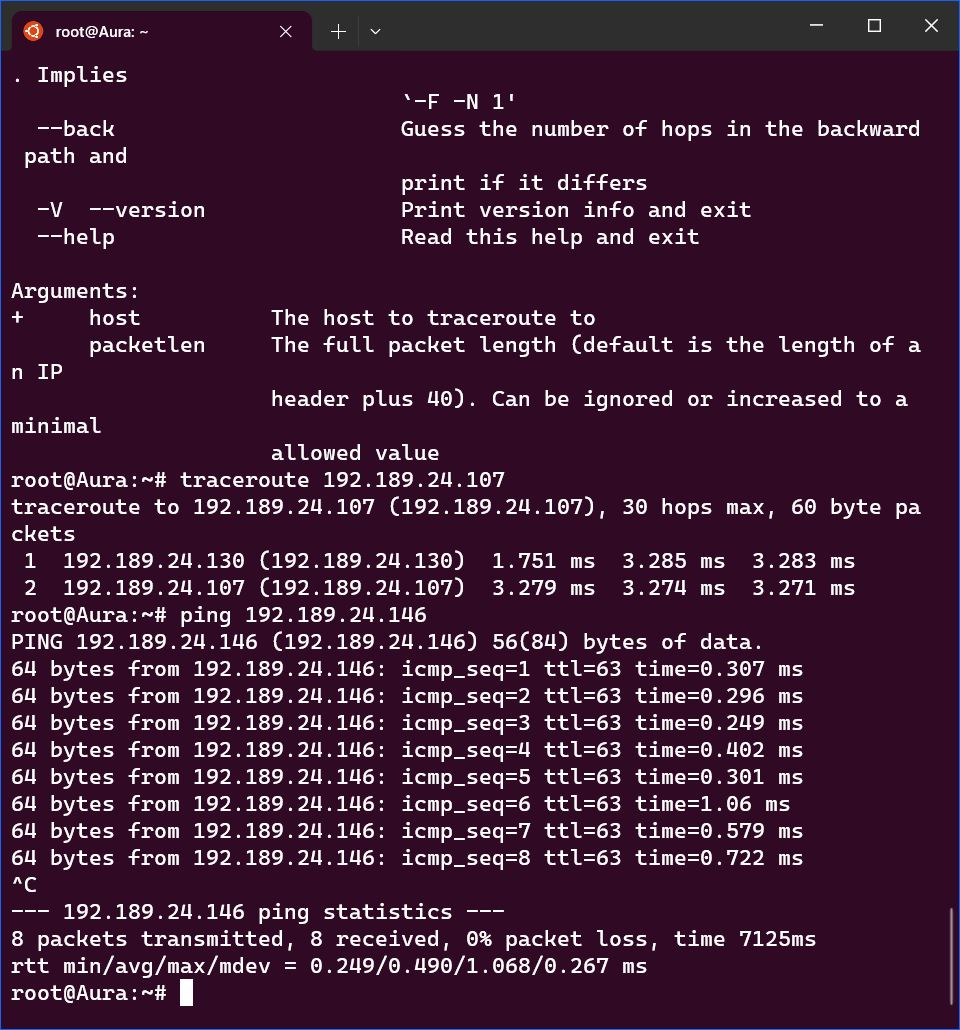 root@Aura: ~
. Implies
`-F -N 1'
--back Guess the number of hops in the backward
path and
print if it differs
-V --version Print version info and exit
--help Read this help and exit
Arguments:
+ host The host to traceroute to
packetlen The full packet length (default is the length of a
n IP
header plus 40). Can be ignored or increased to a
minimal
allowed value
root@Aura:~# traceroute 192.189.24.107
traceroute to 192.189.24.107 (192.189.24.107), 30 hops max, 60 byte pa
ckets
1 192.189.24.130 (192.189.24.130) 1.751 ms 3.285 ms 3.283 ms
2 192.189.24.107 (192.189.24.107) 3.279 ms 3.274 ms 3.271 ms
root@Aura:~# ping 192.189.24.146
PING 192.189.24.146 (192.189.24.146) 56(84) bytes of data.
64 bytes from 192.189.24.146: icmp_seq=1 ttl=63 time=0.307 ms
64 bytes from 192.189.24.146: icmp_seq=2 ttl=63 time=0.296 ms
64 bytes from 192.189.24.146: icmp_seq=3 ttl=63 time=0.249 ms
64 bytes from 192.189.24.146: icmp_seq=4 ttl=63 time=0.402 ms
64 bytes from 192.189.24.146: icmp_seq=5 ttl=63 time=0.301 ms
64 bytes from 192.189.24.146: icmp_seq=6 ttl=63 time=1.06 ms
64 bytes from 192.189.24.146: icmp_seq=7 ttl=63 time=0.579 ms
64 bytes from 192.189.24.146: icmp_seq=8 ttl=63 time=0.722 ms
^C
--- 192.189.24.146 ping statistics ---
8 packets transmitted, 8 received, 0% packet loss, time 7125ms
rtt min/avg/max/mdev = 0.249/0.490/1.068/0.267 ms
root@Aura:~#